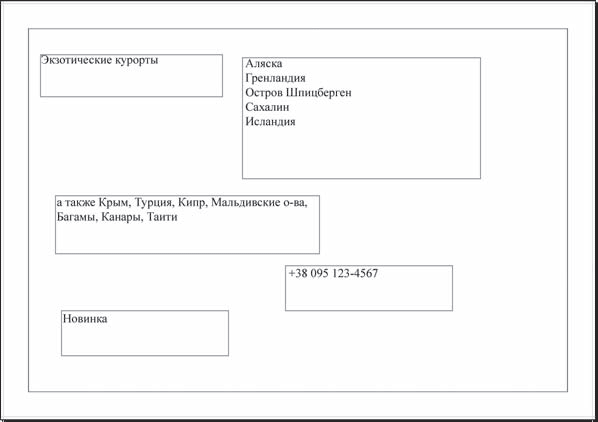 Экзотические курорты
Аляска
Гренландия
Остров Шпицберген
Сахалин
Исландия
а также Крым, Турция, Кипр, Мальдивские о-ва,
Багамы, Канары, Таити
+38 095 123-4567
Новинка